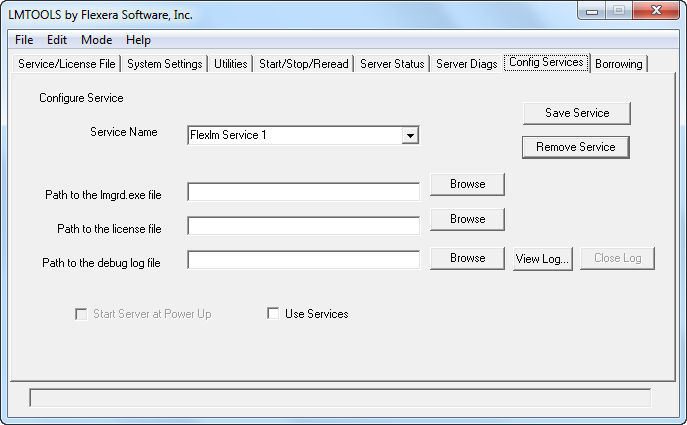 LMTOOLS by Flexera Software, Inc.
File Edit Mode Help
Service/License File System Settings Utilities Start/Stop/Reread Server Status Server Diags Config Services Borrowing
Configure Service
Save Service
Service Name Flexlm Service 1
Remove Service
Path to the lmgrd.exe file Browse
Path to the license file Browse
Path to the debug log file Browse View Log... Close Log
Start Server at Power Up Use Services